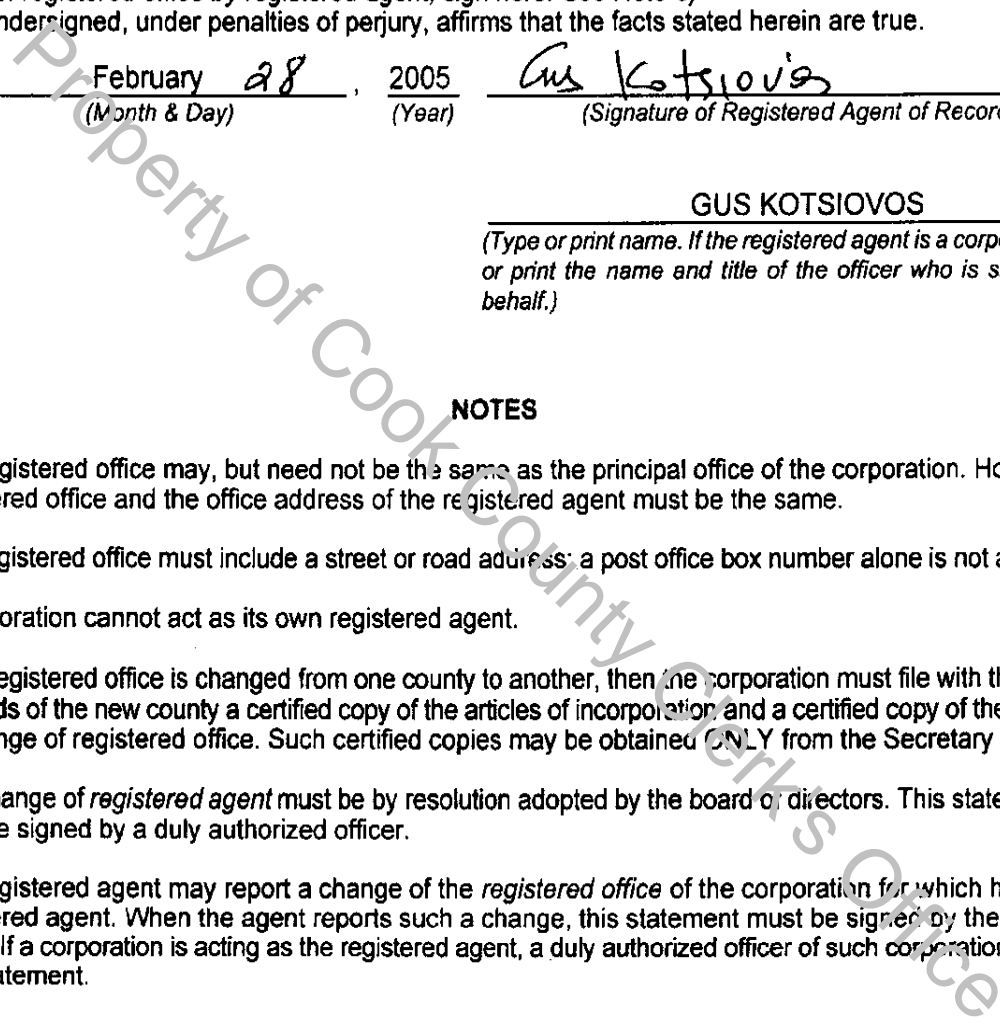 ndersigned, under penalties of perjury, affirms that the facts stated herein are true.
February 28, 2005 Gus Kotsiovos
(Month & Day) (Year) (Signature of Registered Agent of Recor
GUS KOTSIOVOS
(Type or print name. If the registered agent is a corp
or print the name and title of the officer who is s
behalf.)
NOTES
gistered office may, but need not be the same as the principal office of the corporation. Ho
red office and the office address of the registered agent must be the same.
gistered office must include a street or road address; a post office box number alone is not a
oration cannot act as its own registered agent.
egistered office is changed from one county to another, then the corporation must file with th
ds of the new county a certified copy of the articles of incorporation and a certified copy of the
nge of registered office. Such certified copies may be obtained ONLY from the Secretary
ange of registered agent must be by resolution adopted by the board of directors. This state
e signed by a duly authorized officer.
gistered agent may report a change of the registered office of the corporation for which h
red agent. When the agent reports such a change, this statement must be signed by the
If a corporation is acting as the registered agent, a duly authorized officer of such corporation
atement.
Property of Cook County Clerk's Office